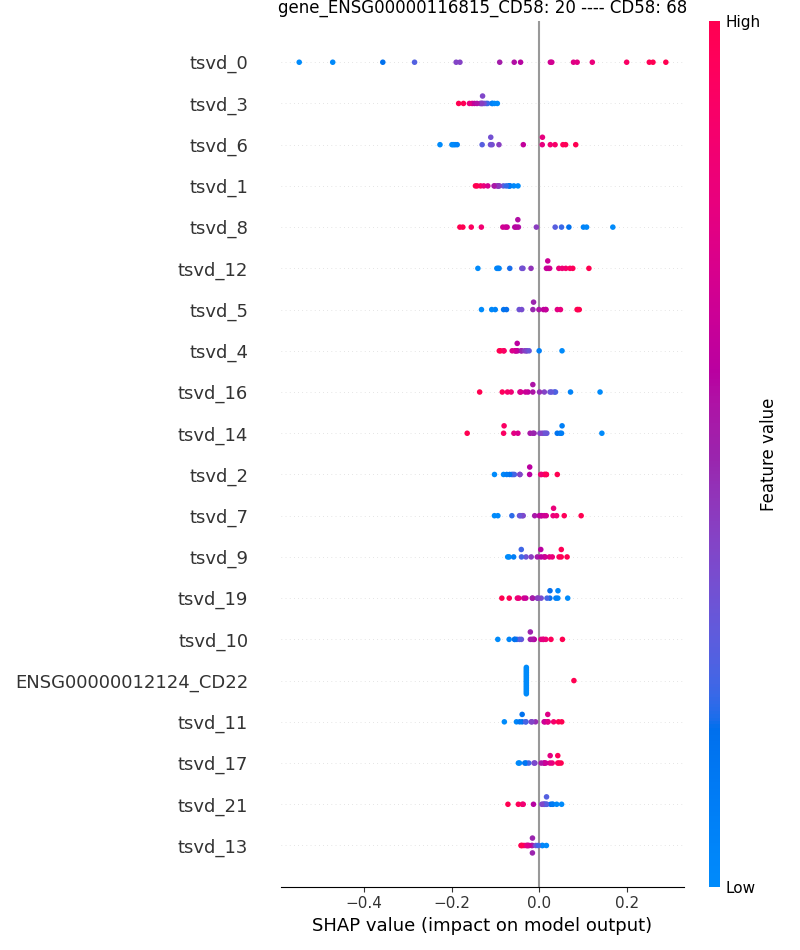 gene_ENSG00000116815_CD58: 20 ---- CD58: 68
High
tsvd_0
tsvd_3
tsvd_6
tsvd_1
tsvd_8
tsvd_12
tsvd_5
tsvd_4
tsvd_16
tsvd_14
tsvd_2
tsvd_7
tsvd_9
tsvd_19
tsvd_10
ENSG00000012124_CD22
tsvd_11
tsvd_17
tsvd_21
tsvd_13
Feature value
Low
−0.4 −0.2 0.0 0.2
SHAP value (impact on model output)